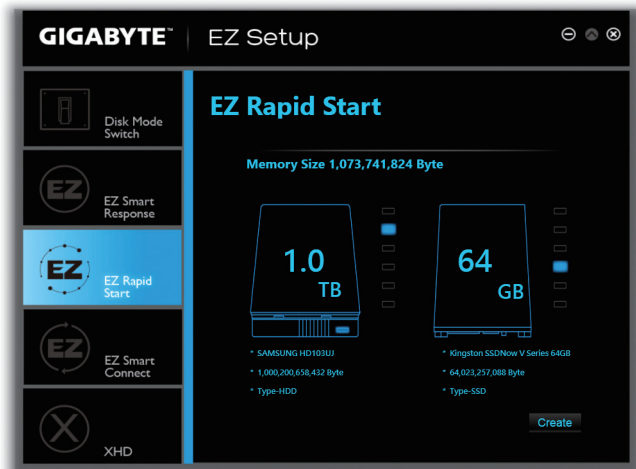 GIGABYTE™ EZ Setup
Disk Mode
Switch
EZ
EZ Smart
Response
EZ
EZ Rapid
Start
EZ
EZ Smart
Connect
X
XHD
EZ Rapid Start
Memory Size 1,073,741,824 Byte
1.0
TB
64
GB
* SAMSUNG HD103UJ
* 1,000,200,658,432 Byte
* Type-HDD
* Kingston SSDNow V Series 64GB
* 64,023,257,088 Byte
* Type-SSD
Create